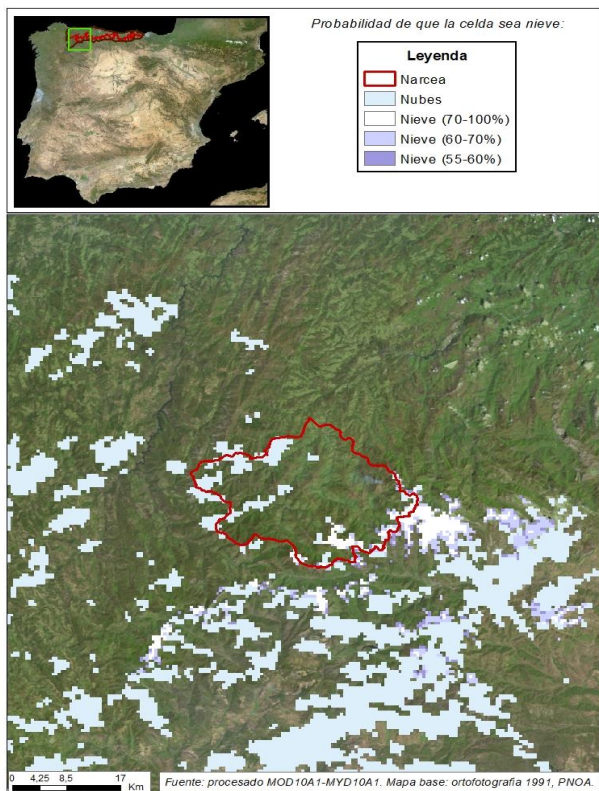 Probabilidad de que la celda sea nieve:
Leyenda
Narcea
Nubes
Nieve (70-100%)
Nieve (60-70%)
Nieve (55-60%)
0 4,25 8,5 17
Km
Fuente: procesado MOD10A1-MYD10A1. Mapa base: ortofotografia 1991, PNOA.